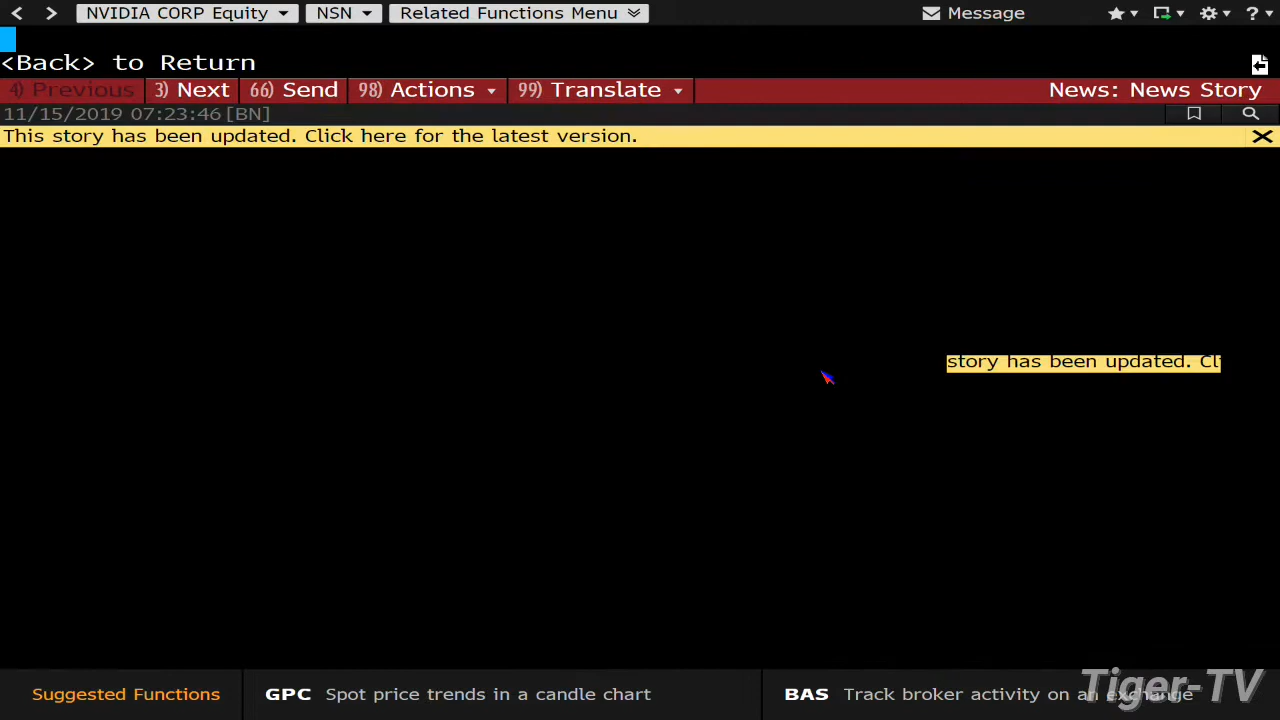 NVIDIA CORP Equity NSN Related Functions Menu Message ?
<Back> to Return
4) Previous 3) Next 66) Send 98) Actions 99) Translate News: News Story
11/15/2019 07:23:46 [BN]
This story has been updated. Click here for the latest version.
story has been updated. Cl
Suggested Functions GPC Spot price trends in a candle chart BAS Track broker activity on an exchange
Tiger-TV